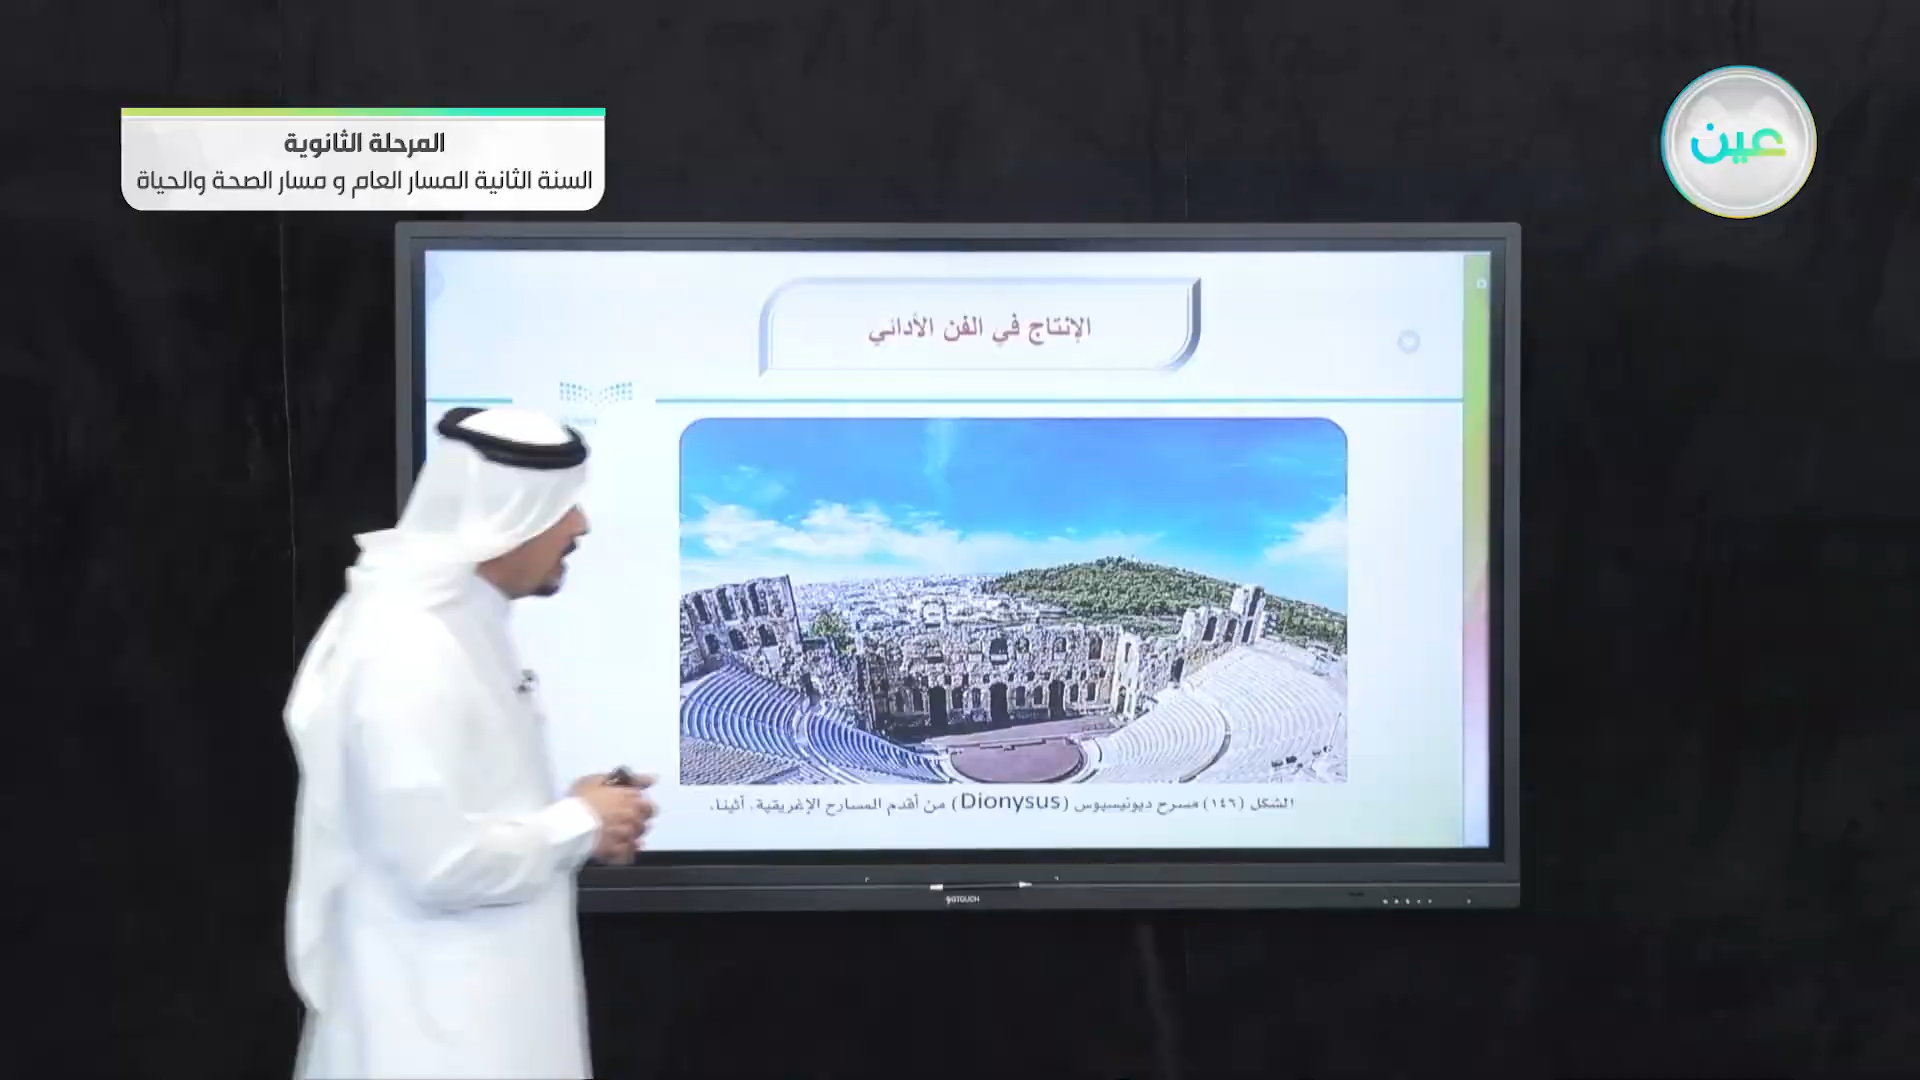 المرحلة الثانوية
السنة الثانية المسار العام و مسار الصحة والحياة
عين
الإنتاج في الفن الأدائي
الشكل (١٤٦) مسرح ديونيسيوس (Dionysus) من أقدم المسارح الإغريقية، أثينا.